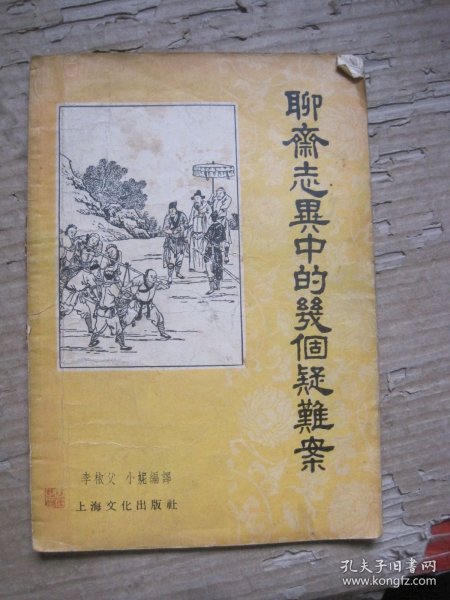 聊齋志異中的幾個疑難案
李椒父 小妮編譯
上海文化出版社
孔夫子旧书网
www.kongfz.com